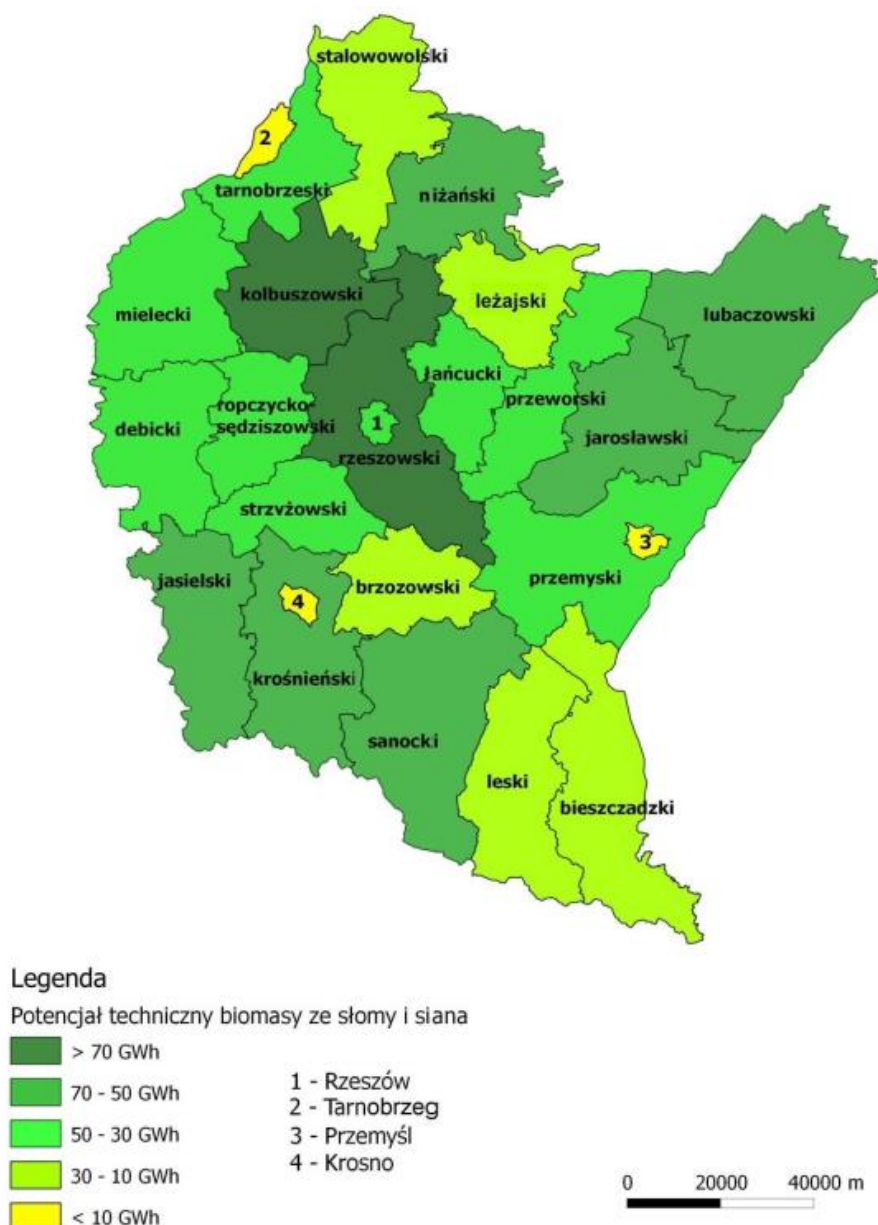 stalowowolski
2
tarnobrzeski
niżański
kolbuszowski
leżajski
mielecki
lubaczowski
łańcucki
ropczycko-
sędziszowski
przeworski
debicki
1
jarosławski
rzeszowski
strzyżowski
3
jasielski
brzozowski
przemyski
4
krośnieński
sanocki
leski
bieszczadzki
Legenda
Potencjał techniczny biomasy ze słomy i siana
> 70 GWh
70 - 50 GWh
50 - 30 GWh
30 - 10 GWh
< 10 GWh
1 - Rzeszów
2 - Tarnobrzeg
3 - Przemyśl
4 - Krosno
0 20000 40000 m